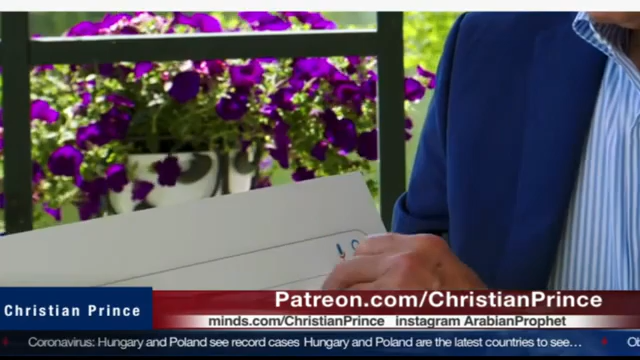 Christian Prince
Patreon.com/ChristianPrince
minds.com/ChristianPrince instagram ArabianProphet
Coronavirus: Hungary and Poland see record cases Hungary and Poland are the latest countries to see…